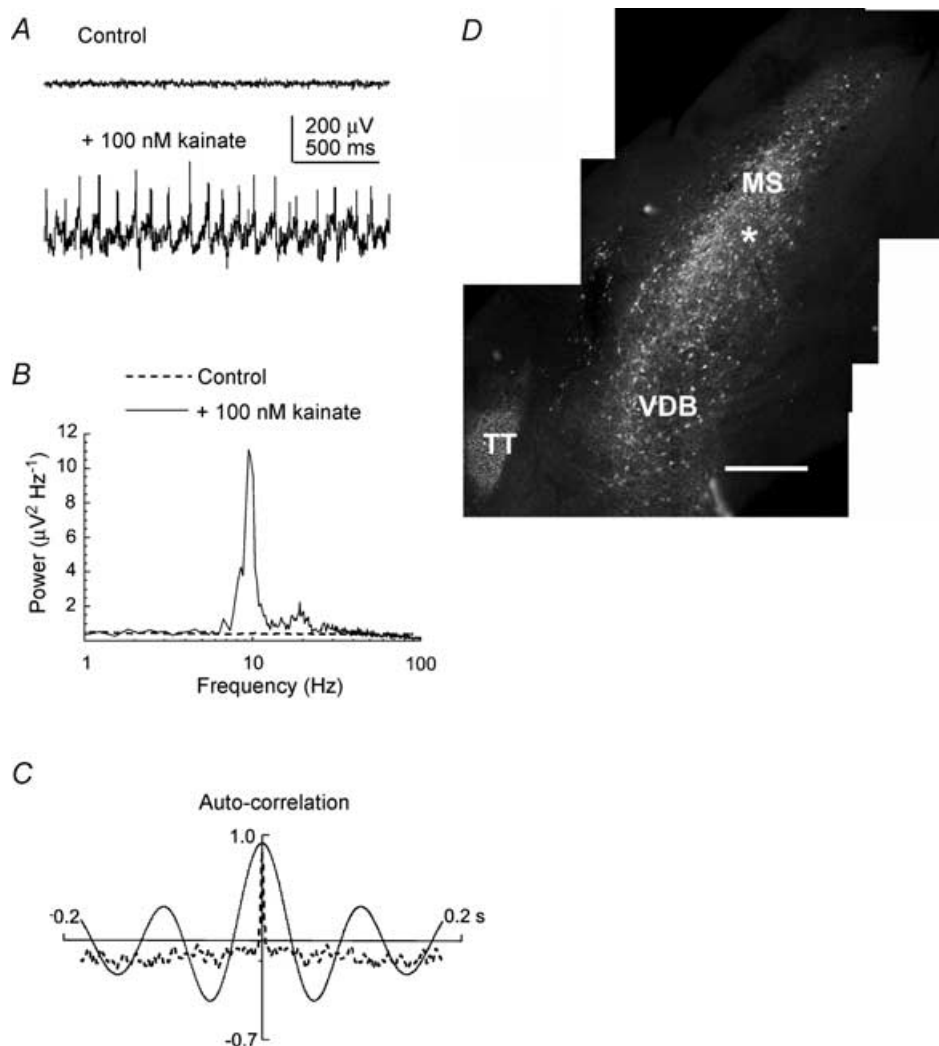 A
Control
+ 100 nM kainate
200 µV
500 ms
B
Control
+ 100 nM kainate
12
10
8
6
4
2
Power (µV² Hz⁻¹)
1
10
100
Frequency (Hz)
C
Auto-correlation
1.0
-0.2
0.2 s
-0.7
D
MS
*
VDB
TT